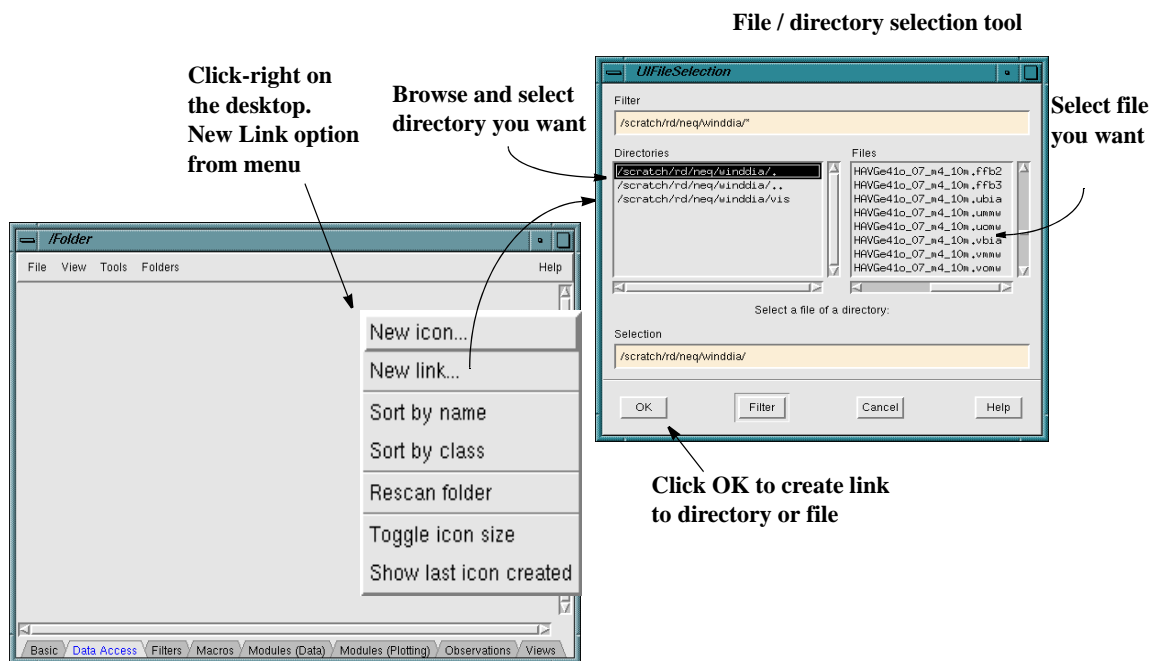 File / directory selection tool
Click-right on
the desktop.
New Link option
from menu
Browse and select
directory you want
Select file
you want
UIFileSelection
Filter
/scratch/rd/neq/winddia/*
Directories
/scratch/rd/neq/winddia/.
/scratch/rd/neq/winddia/..
/scratch/rd/neq/winddia/vis
Files
HAVGe41o_07_m4_10m.ffb2
HAVGe41o_07_m4_10m.ffb3
HAVGe41o_07_m4_10m.ubia
HAVGe41o_07_m4_10m.ummw
HAVGe41o_07_m4_10m.uomw
HAVGe41o_07_m4_10m.vbia
HAVGe41o_07_m4_10m.vmmw
HAVGe41o_07_m4_10m.vomw
Select a file of a directory:
Selection
/scratch/rd/neq/winddia/
OK Filter Cancel Help
Click OK to create link
to directory or file
/Folder
File View Tools Folders Help
New icon...
New link...
Sort by name
Sort by class
Rescan folder
Toggle icon size
Show last icon created
Basic Data Access Filters Macros Modules (Data) Modules (Plotting) Observations Views